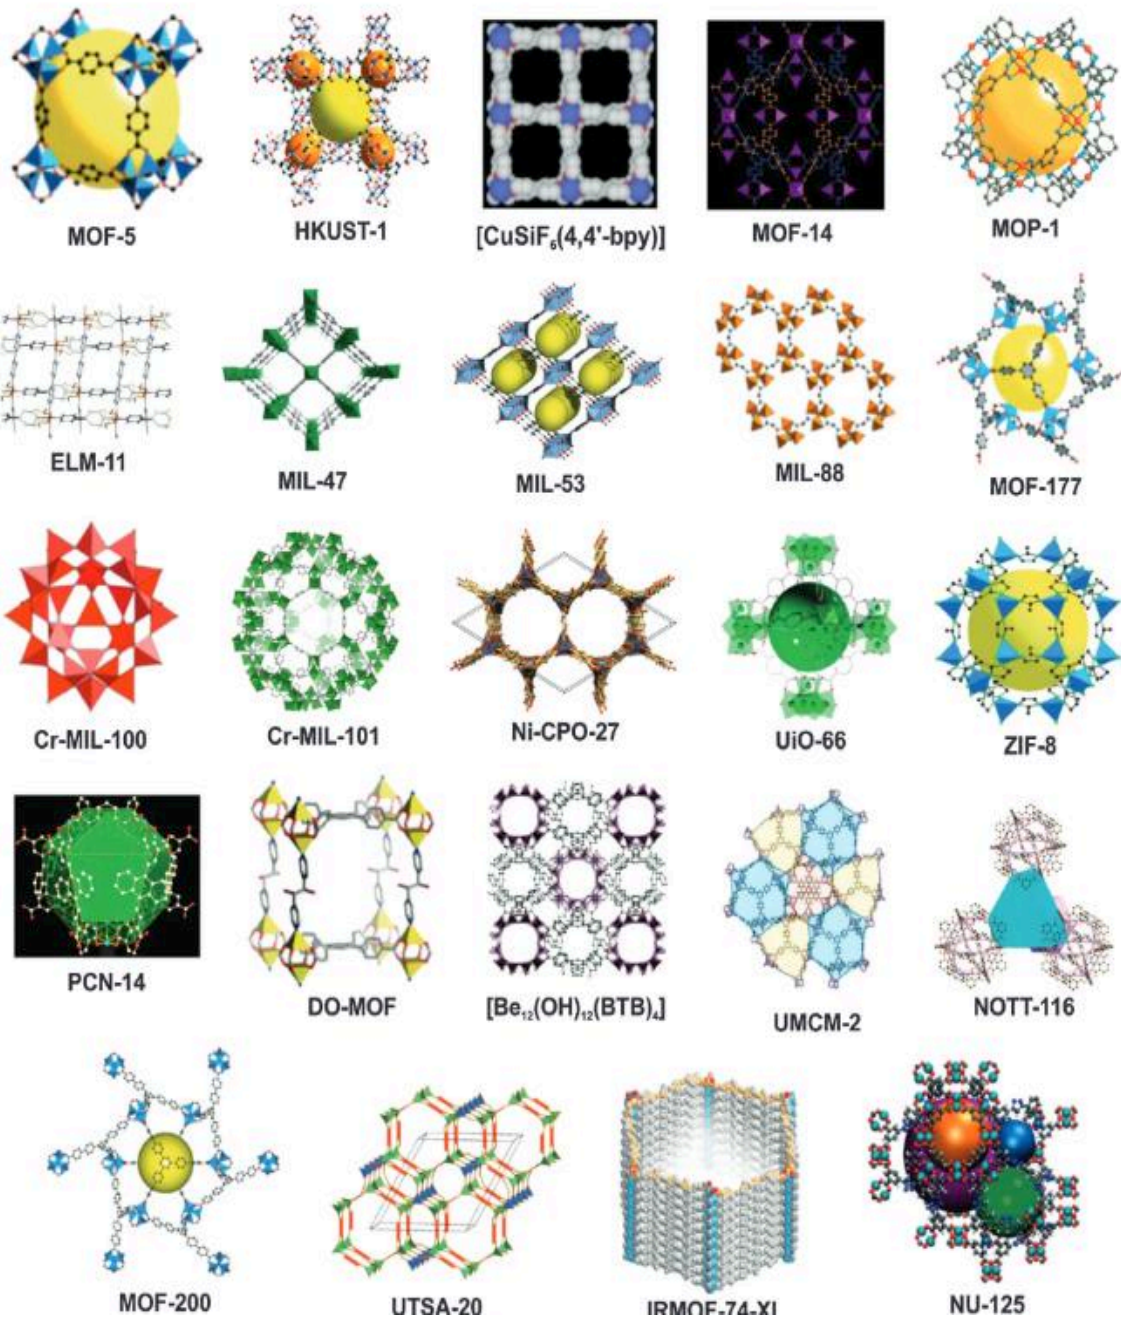 MOF-5
HKUST-1
[CuSiF₆(4,4'-bpy)]
MOF-14
MOP-1
ELM-11
MIL-47
MIL-53
MIL-88
MOF-177
Cr-MIL-100
Cr-MIL-101
Ni-CPO-27
UiO-66
ZIF-8
PCN-14
DO-MOF
[Be₁₂(OH)₁₂(BTB)₄]
UMCM-2
NOTT-116
MOF-200
UTSA-20
IRMOF-74-XI
NU-125